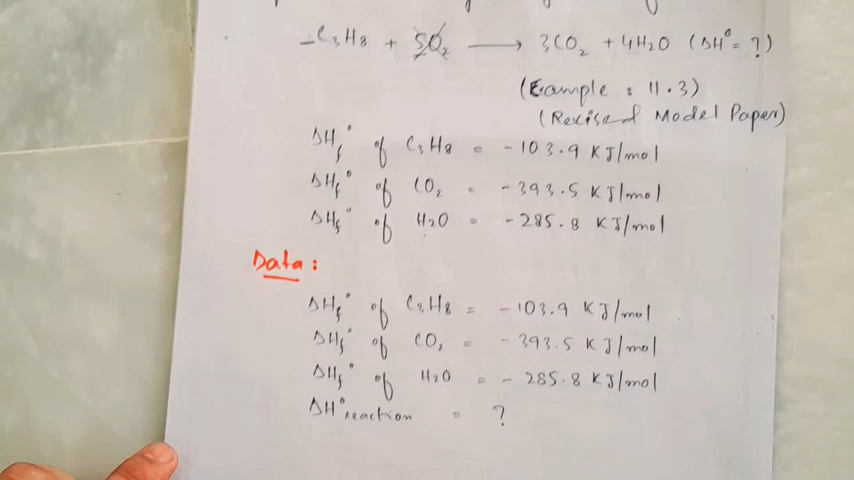 C3H8 + 5O2 ⟶ 3CO2 + 4H2O (ΔH° = ?)
(Example : 11.3)
(Revised Model Paper)
ΔHf° of C3H8 = -103.9 KJ/mol
ΔHf° of CO2 = -393.5 KJ/mol
ΔHf° of H2O = -285.8 KJ/mol
Data:
ΔHf° of C3H8 = -103.9 KJ/mol
ΔHf° of CO2 = -393.5 KJ/mol
ΔHf° of H2O = -285.8 KJ/mol
ΔH°reaction = ?